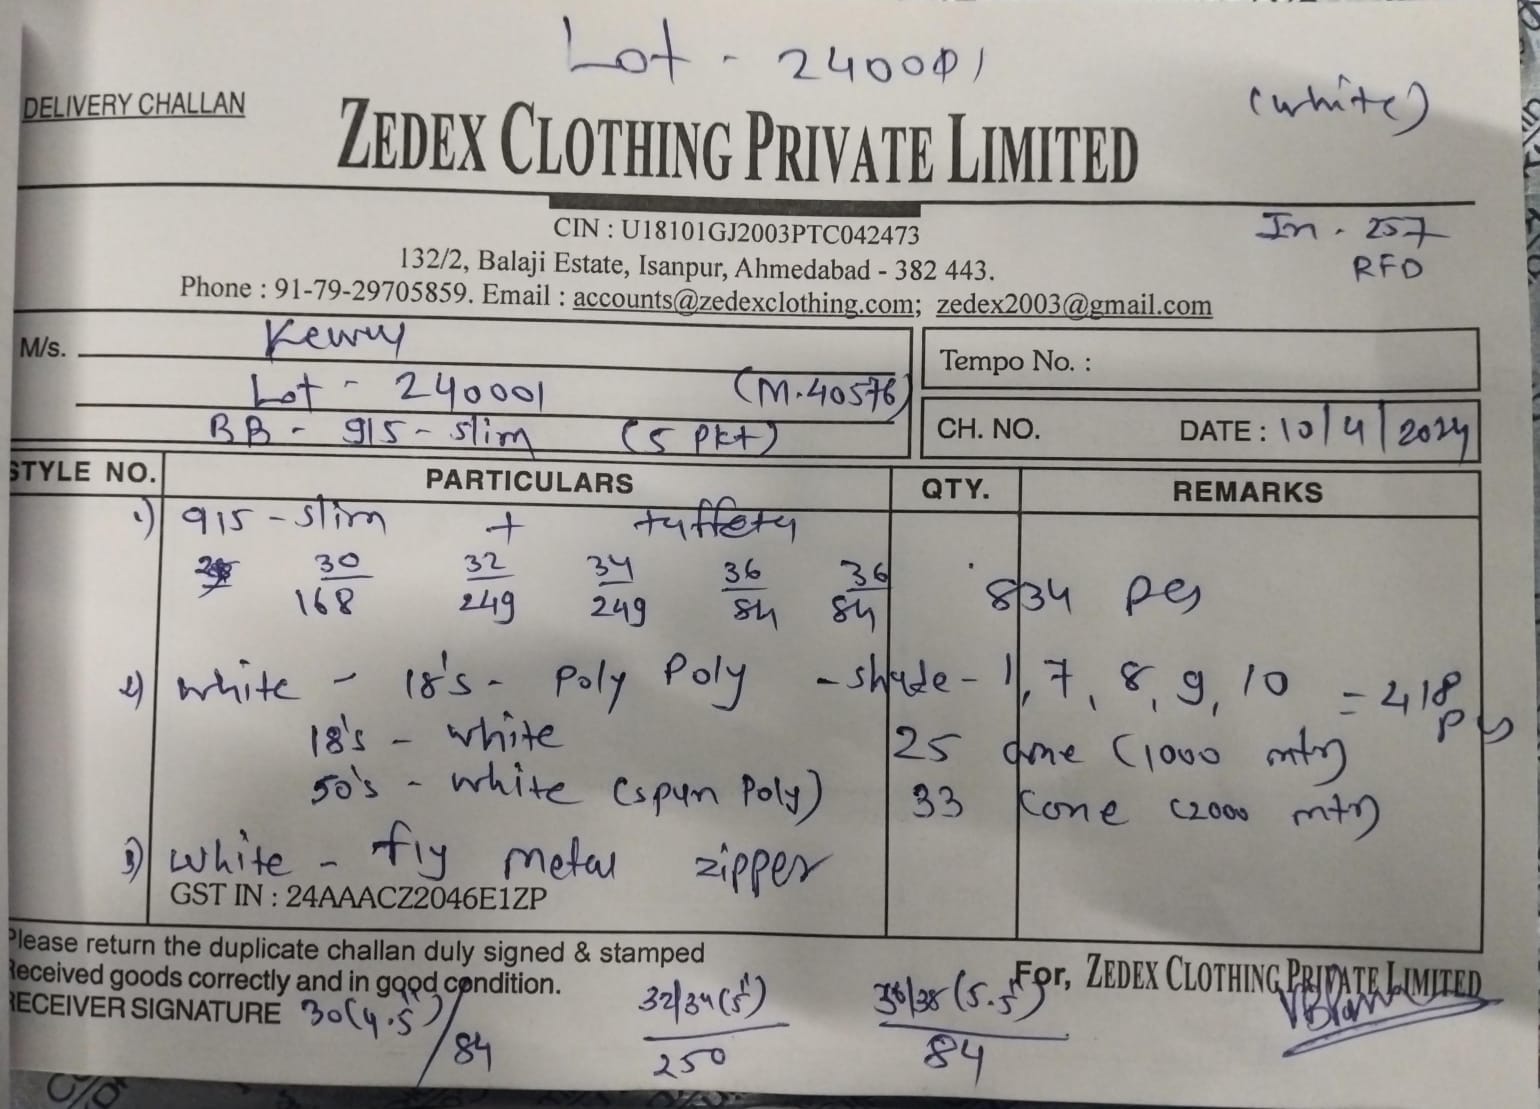 Lot - 240001
(white)
DELIVERY CHALLAN
ZEDEX CLOTHING PRIVATE LIMITED
CIN : U18101GJ2003PTC042473
In - 257
RFD
132/2, Balaji Estate, Isanpur, Ahmedabad - 382 443.
Phone : 91-79-29705859. Email : accounts@zedexclothing.com; zedex2003@gmail.com
M/s.
Tempo No. :
Lot - 240001 (M.40576)
BB - 915 - slim (5 Pkt)
CH. NO. DATE : 10/4/2024
STYLE NO. PARTICULARS QTY. REMARKS
1) 915 - slim + tuffety
30 32 34 36 36
168 249 249 84 84
834 pcs
2) white - 18's - Poly Poly - shade - 1, 7, 8, 9, 10 = 418 pcs
18's - white 25 cone (1000 mtr)
50's - white (spun Poly) 33 cone (2000 mtr)
3) white - fly metal zipper
GST IN : 24AAACZ2046E1ZP
Please return the duplicate challan duly signed & stamped
Received goods correctly and in good condition.
For, ZEDEX CLOTHING PRIVATE LIMITED
RECEIVER SIGNATURE 30(4.5")/84
32/34(5")
250
36/38(5.5")
84